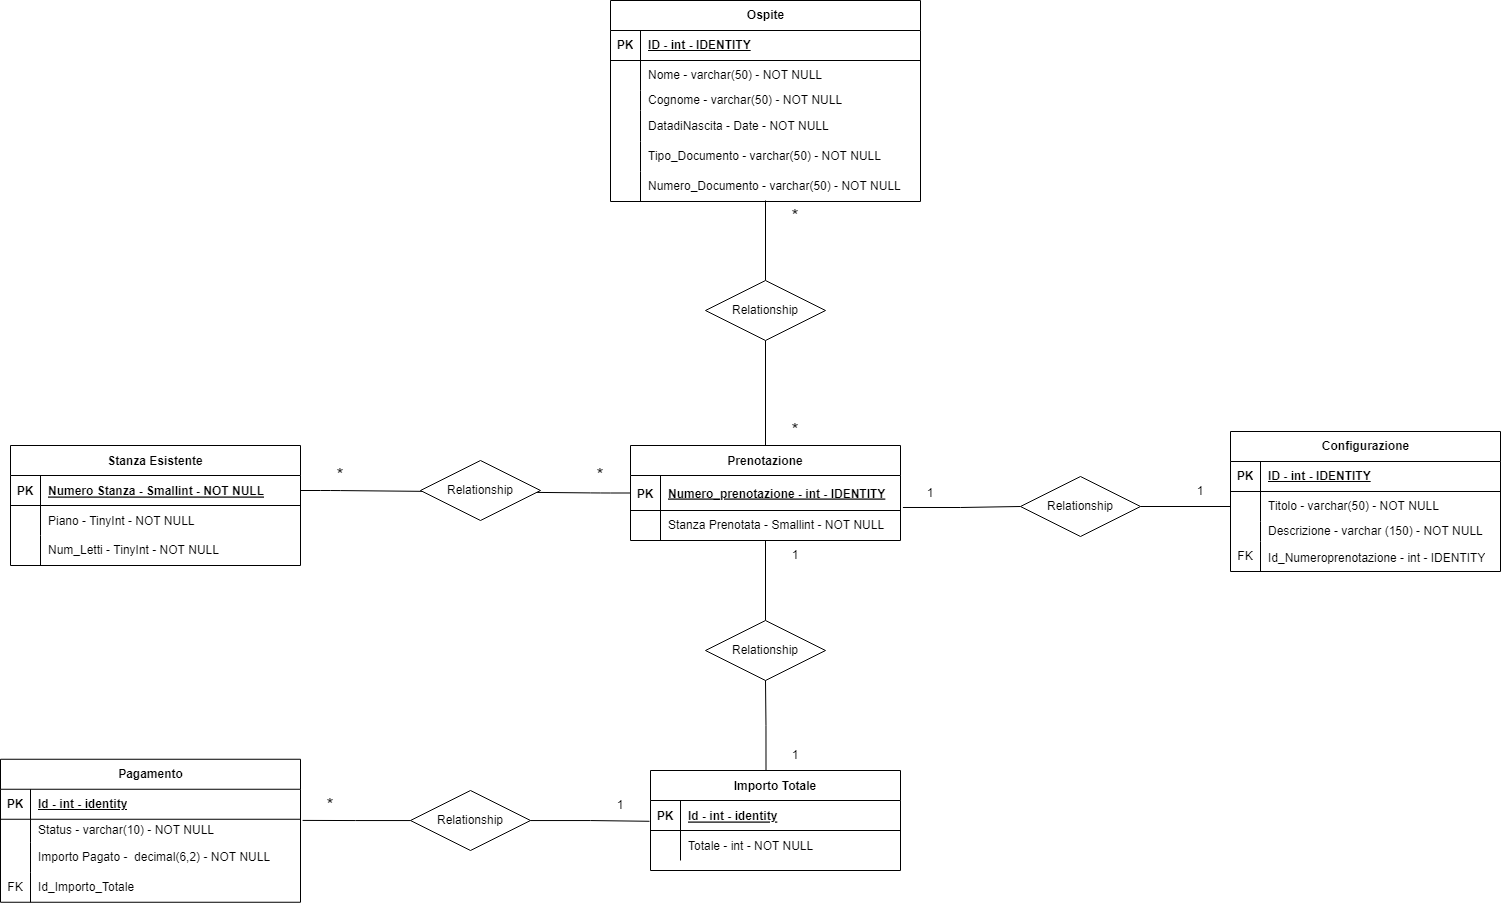 Ospite
PK ID - int - IDENTITY
Nome - varchar(50) - NOT NULL
Cognome - varchar(50) - NOT NULL
DatadiNascita - Date - NOT NULL
Tipo_Documento - varchar(50) - NOT NULL
Numero_Documento - varchar(50) - NOT NULL
*
Relationship
*
Stanza Esistente
PK Numero Stanza - Smallint - NOT NULL
Piano - TinyInt - NOT NULL
Num_Letti - TinyInt - NOT NULL
*
Relationship
*
Prenotazione
PK Numero_prenotazione - int - IDENTITY
Stanza Prenotata - Smallint - NOT NULL
1
Relationship
1
Configurazione
PK ID - int - IDENTITY
Titolo - varchar(50) - NOT NULL
Descrizione - varchar (150) - NOT NULL
FK Id_Numeroprenotazione - int - IDENTITY
1
Relationship
1
Pagamento
PK Id - int - identity
Status - varchar(10) - NOT NULL
Importo Pagato - decimal(6,2) - NOT NULL
FK Id_Importo_Totale
*
Relationship
1
Importo Totale
PK Id - int - identity
Totale - int - NOT NULL